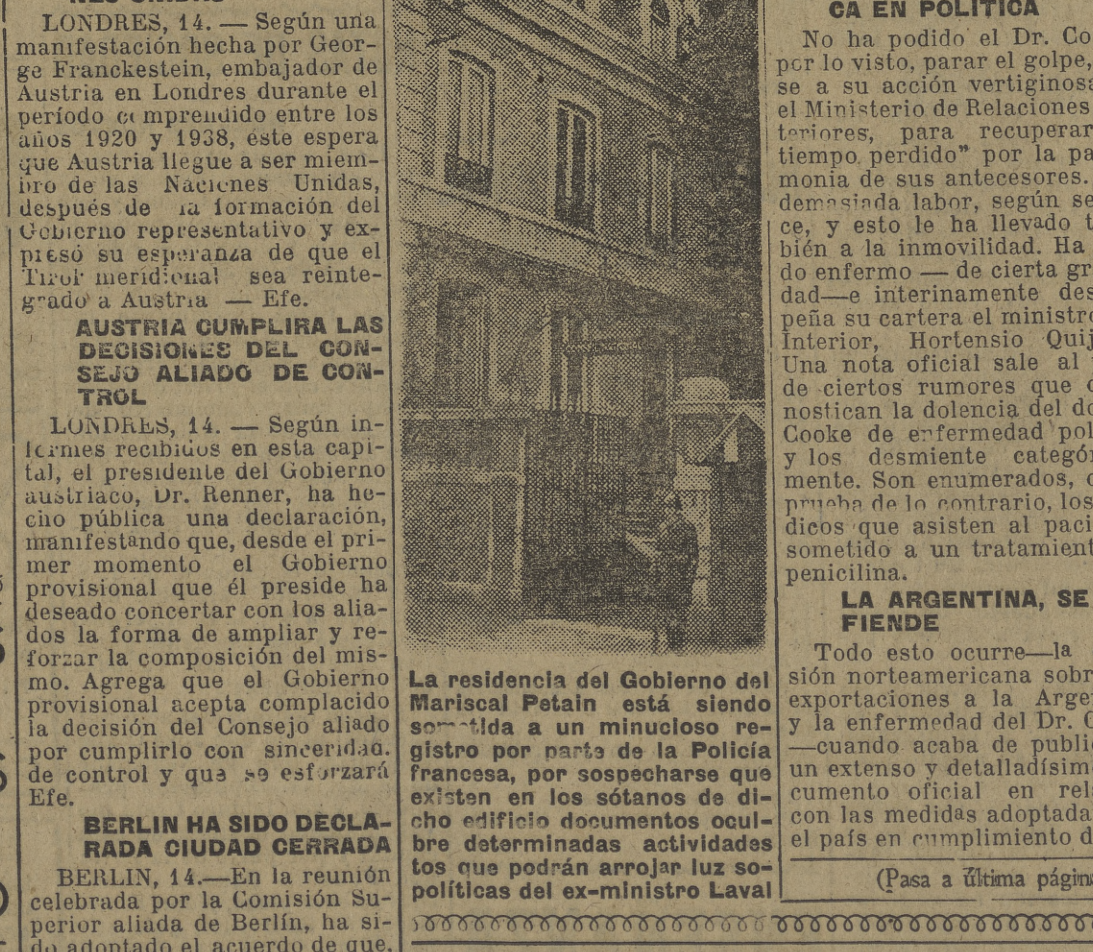 LONDRES, 14. — Según una
manifestación hecha por Geor-
ge Franckestein, embajador de
Austria en Londres durante el
período comprendido entre los
años 1920 y 1938, éste espera
que Austria llegue a ser miem-
bro de las Naciones Unidas,
después de la formación del
Gobierno representativo y ex-
presó su esperanza de que el
Tirol meridional sea reinte-
grado a Austria — Efe.
AUSTRIA CUMPLIRA LAS
DECISIONES DEL CON-
SEJO ALIADO DE CON-
TROL
LONDRES, 14. — Según in-
formes recibidos en esta capi-
tal, el presidente del Gobierno
austriaco, Dr. Renner, ha he-
cho pública una declaración,
manifestando que, desde el pri-
mer momento el Gobierno
provisional que él preside ha
deseado concertar con los alia-
dos la forma de ampliar y re-
forzar la composición del mis-
mo. Agrega que el Gobierno
provisional acepta complacido
la decisión del Consejo aliado
por cumplirlo con sinceridad.
de control y que se esforzará
Efe.
BERLIN HA SIDO DECLA-
RADA CIUDAD CERRADA
BERLIN, 14.—En la reunión
celebrada por la Comisión Su-
perior aliada de Berlín, ha si-
do adoptado el acuerdo de que,
La residencia del Gobierno del
Mariscal Petain está siendo
sometida a un minucioso re-
gistro por parte de la Policía
francesa, por sospecharse que
existen en los sótanos de di-
cho edificio documentos ocul-
bre determinadas actividades
tos que podrán arrojar luz so-
políticas del ex-ministro Laval
CA EN POLITICA
No ha podido el Dr. Co
por lo visto, parar el golpe,
se a su acción vertiginosa
el Ministerio de Relaciones
teriores, para recuperar
tiempo perdido" por la pa
monia de sus antecesores.
demasiada labor, según se
ce, y esto le ha llevado t
bién a la inmovilidad. Ha
do enfermo — de cierta gr
dad—e interinamente des
peña su cartera el ministro
Interior, Hortensio Quij
Una nota oficial sale al
de ciertos rumores que
nostican la dolencia del do
Cooke de enfermedad pol
y los desmiente categór
mente. Son enumerados, c
prueba de lo contrario, los
dicos que asisten al paci
sometido a un tratamient
penicilina.
LA ARGENTINA, SE
FIENDE
Todo esto ocurre—la
sión norteamericana sobr
exportaciones a la Arge
y la enfermedad del Dr. C
—cuando acaba de publi
un extenso y detalladísim
cumento oficial en rel
con las medidas adoptada
el país en cumplimiento d
(Pasa a última página